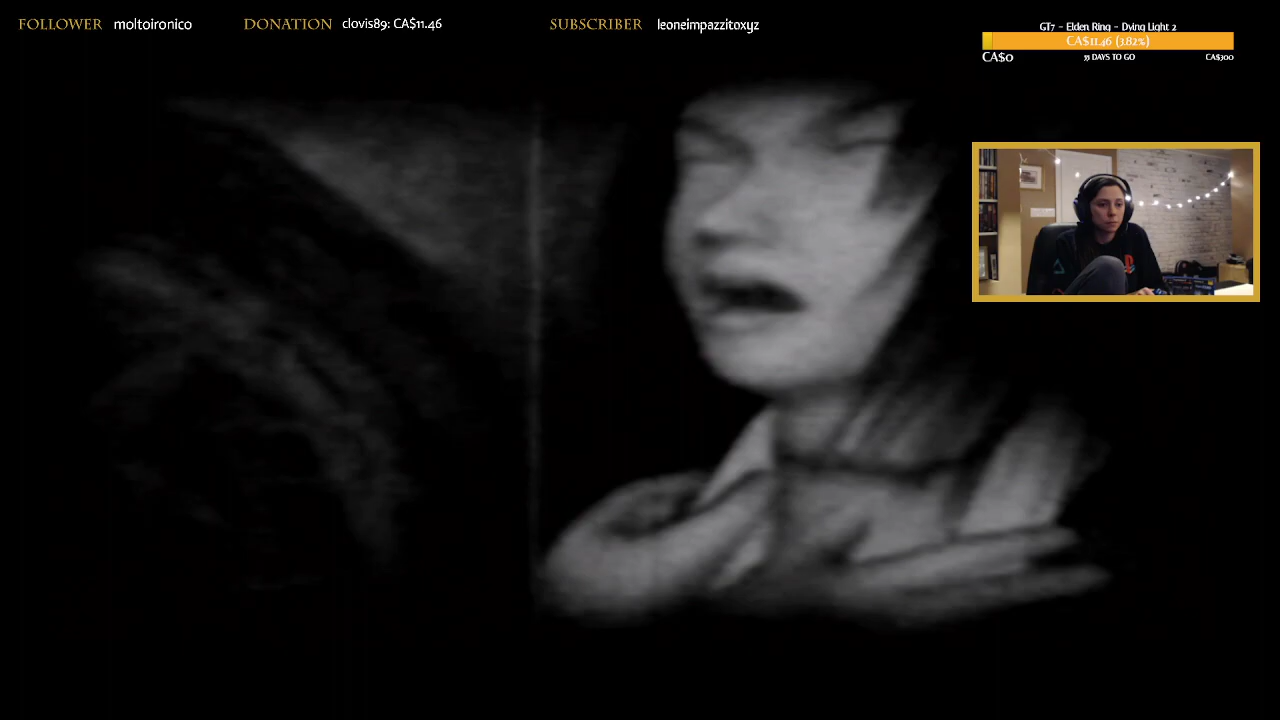 FOLLOWER moltoironico DONATION clovis89: CA$11.46 SUBSCRIBER leoneimpazzitoxyz
GT7 - Elden Ring - Dying Light 2
CA$11.46 (3.82%)
CA$0 33 DAYS TO GO CA$300